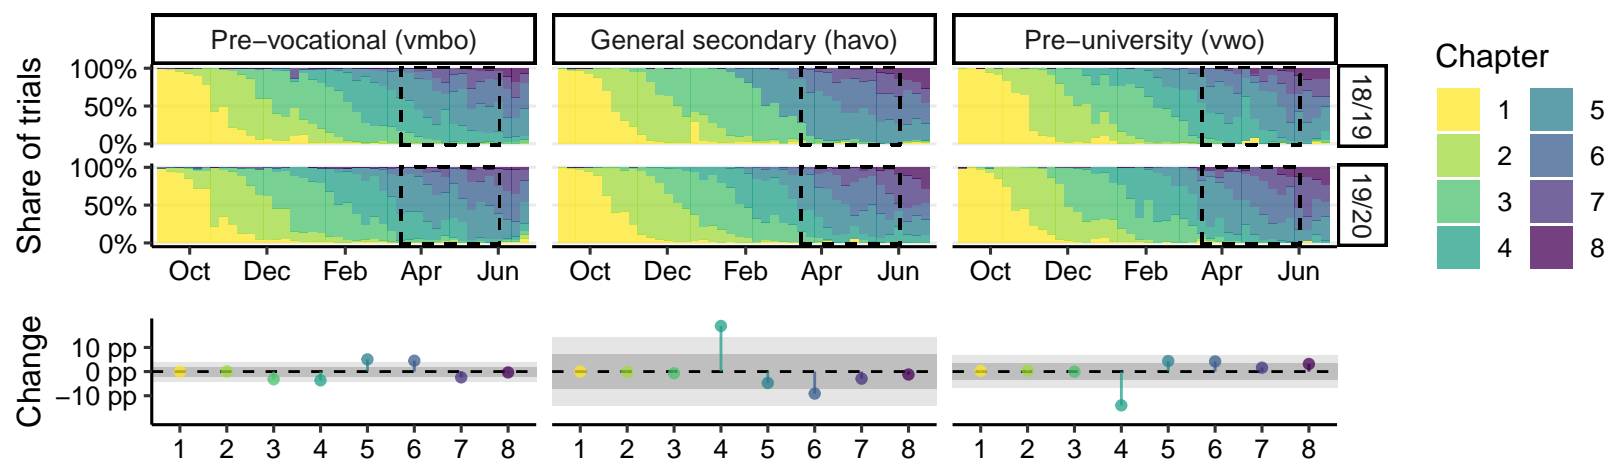 Pre−vocational (vmbo) General secondary (havo) Pre−university (vwo)
Share of trials
100%
50%
0%
18/19
Share of trials
100%
50%
0%
19/20
Oct Dec Feb Apr Jun Oct Dec Feb Apr Jun Oct Dec Feb Apr Jun
Change
10 pp
0 pp
−10 pp
1 2 3 4 5 6 7 8 1 2 3 4 5 6 7 8 1 2 3 4 5 6 7 8
Chapter
1 5
2 6
3 7
4 8